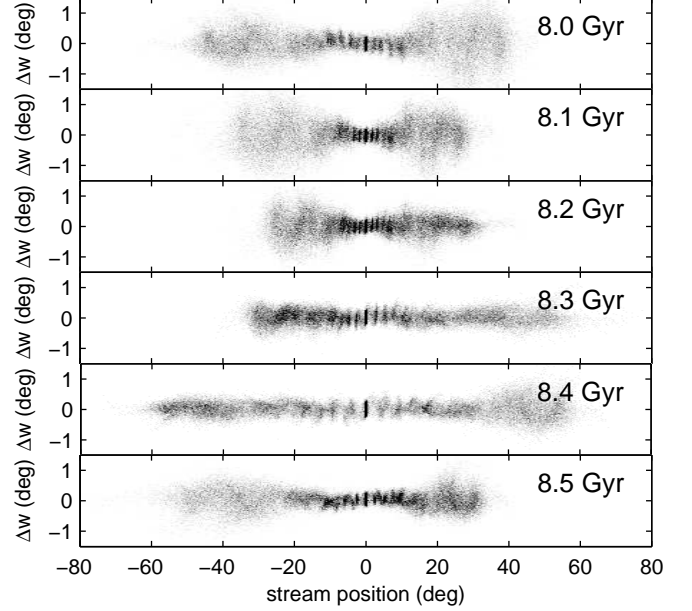 1
0
−1
Δw (deg)
8.0 Gyr
1
0
−1
Δw (deg)
8.1 Gyr
1
0
−1
Δw (deg)
8.2 Gyr
1
0
−1
Δw (deg)
8.3 Gyr
1
0
−1
Δw (deg)
8.4 Gyr
1
0
−1
Δw (deg)
8.5 Gyr
−80 −60 −40 −20 0 20 40 60 80
stream position (deg)